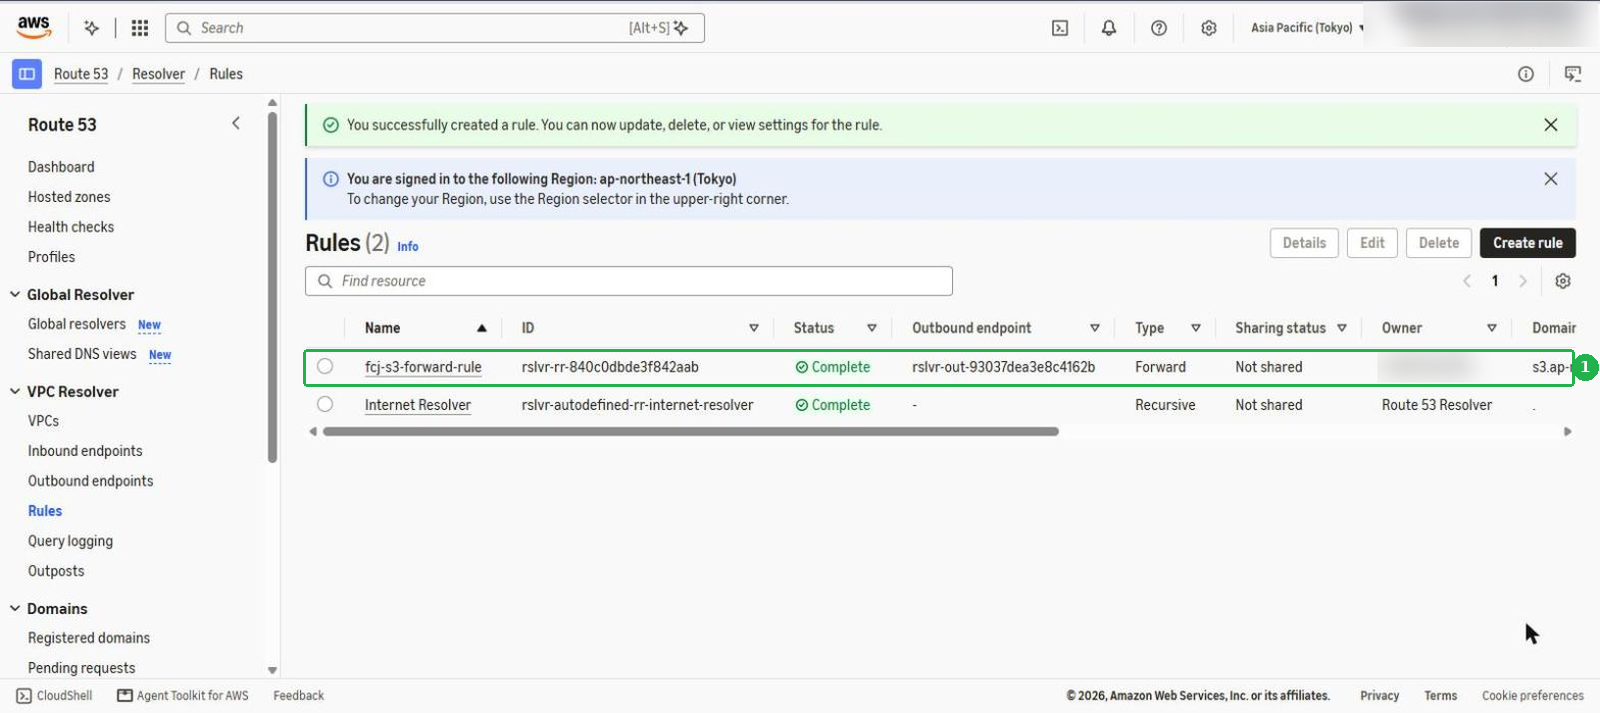 aws
Search
[Alt+S]
Asia Pacific (Tokyo)
Route 53 / Resolver / Rules
Route 53
Dashboard
Hosted zones
Health checks
Profiles
Global Resolver
Global resolvers New
Shared DNS views New
VPC Resolver
VPCs
Inbound endpoints
Outbound endpoints
Rules
Query logging
Outposts
Domains
Registered domains
Pending requests
You successfully created a rule. You can now update, delete, or view settings for the rule.
You are signed in to the following Region: ap-northeast-1 (Tokyo)
To change your Region, use the Region selector in the upper-right corner.
Rules (2) Info
Details Edit Delete Create rule
Find resource
1
Name ID Status Outbound endpoint Type Sharing status Owner Domain
fcj-s3-forward-rule rslvr-rr-840c0dbde3f842aab Complete rslvr-out-93037dea3e8c4162b Forward Not shared s3.ap- 1
Internet Resolver rslvr-autodefined-rr-internet-resolver Complete - Recursive Not shared Route 53 Resolver .
CloudShell Agent Toolkit for AWS Feedback © 2026, Amazon Web Services, Inc. or its affiliates. Privacy Terms Cookie preferences